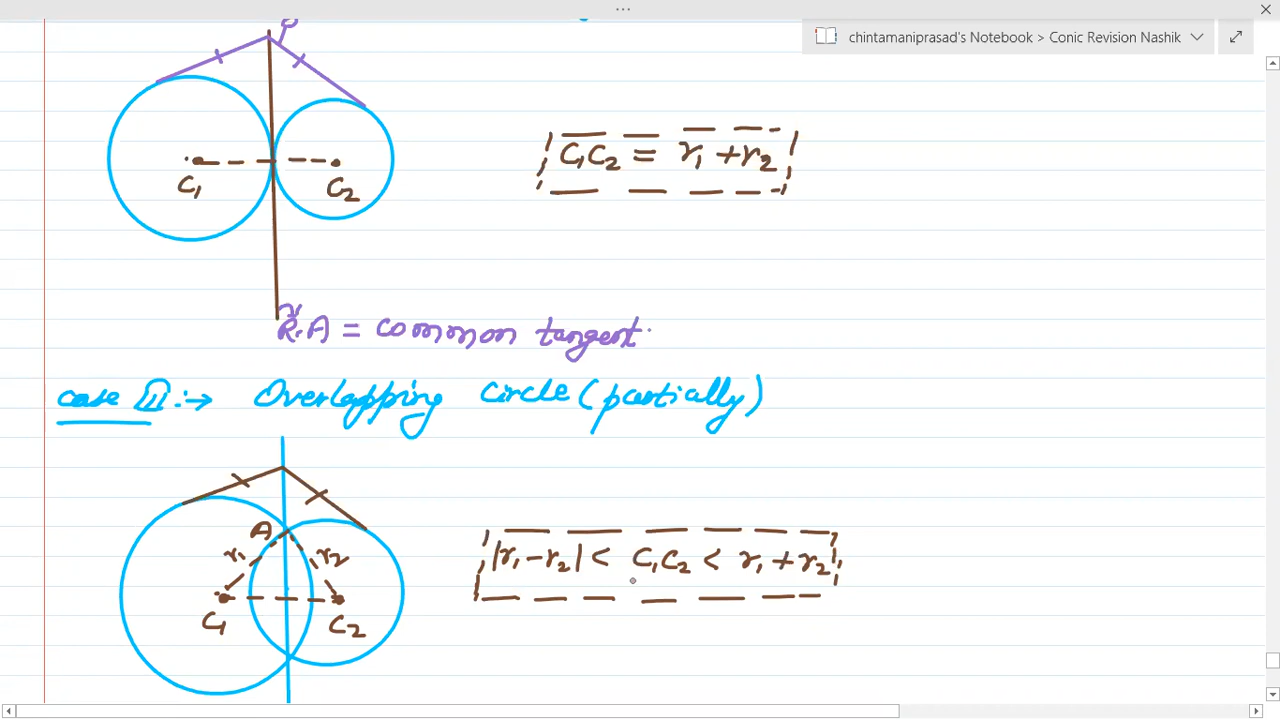 chintamaniprasad's Notebook > Conic Revision Nashik
C₁C₂ = r₁ + r₂
C₁
C₂
R.A = common tangent.
case III :→ Overlapping circle (partially)
A
r₁
r₂
|r₁ - r₂| < C₁C₂ < r₁ + r₂
C₁
C₂